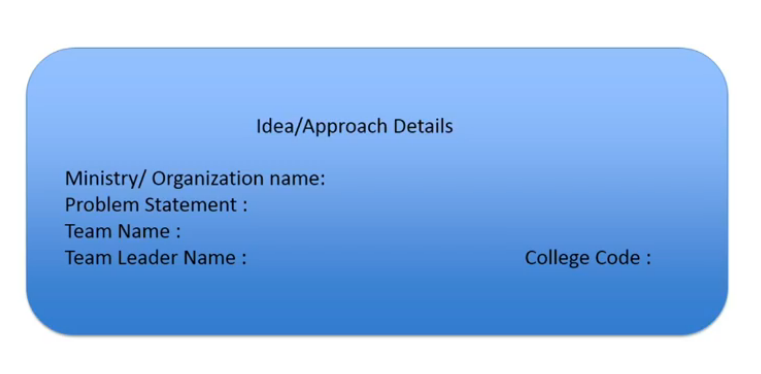 Idea/Approach Details
Ministry/ Organization name:
Problem Statement :
Team Name :
Team Leader Name : College Code :